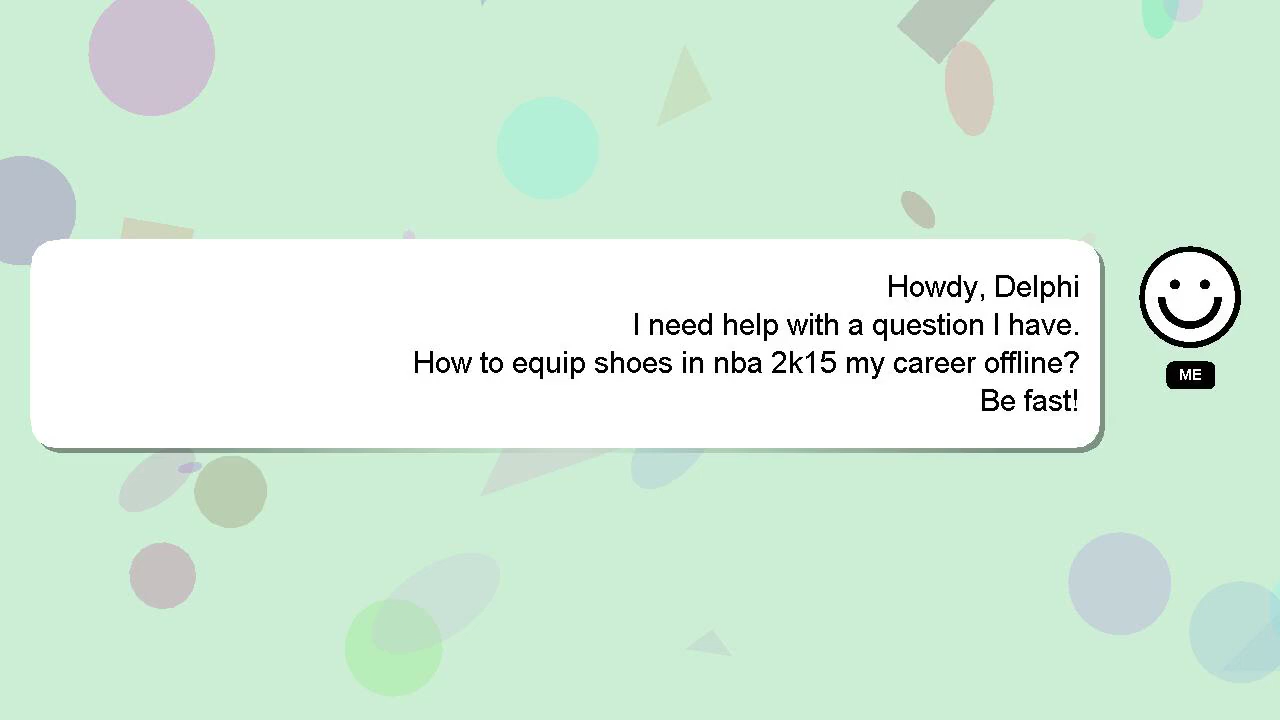 Howdy, Delphi
I need help with a question I have.
How to equip shoes in nba 2k15 my career offline?
Be fast!
ME